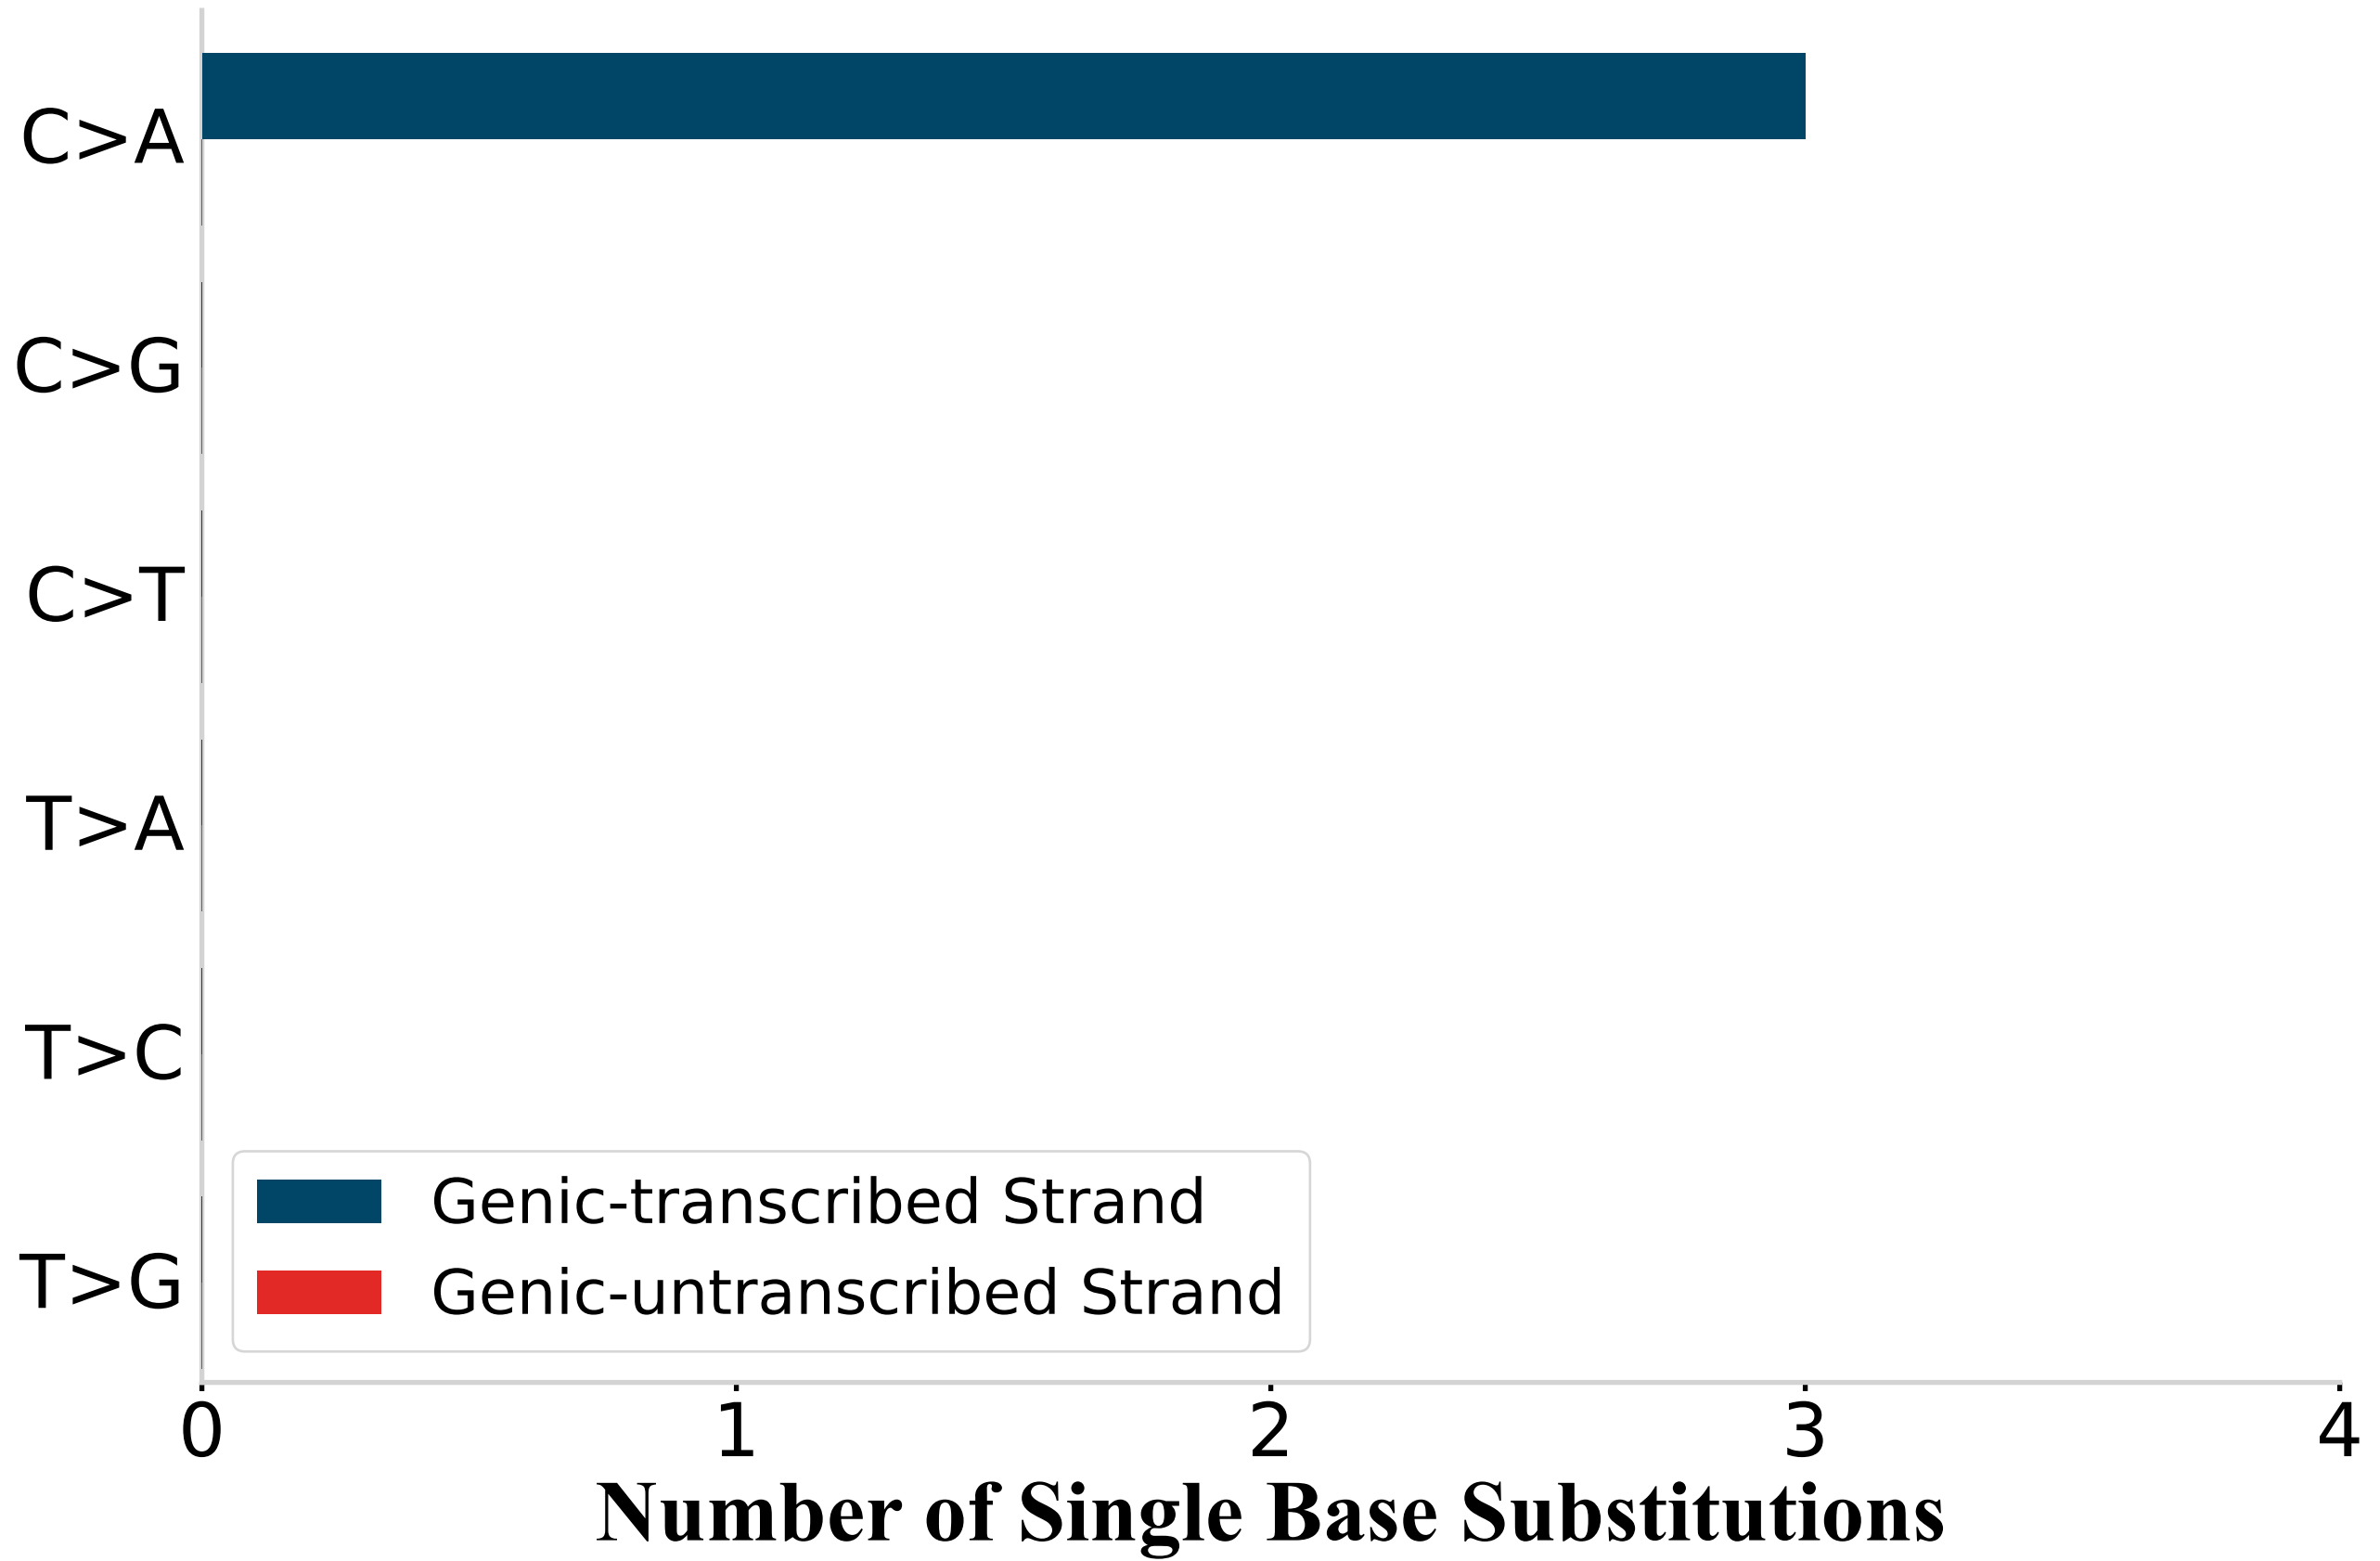 C>A
C>G
C>T
T>A
T>C
T>G
Genic-transcribed Strand
Genic-untranscribed Strand
0 1 2 3 4
Number of Single Base Substitutions